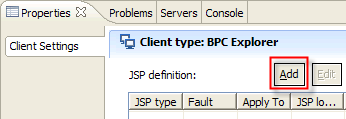 Properties Problems Servers Console
Client Settings
Client type: BPC Explorer
JSP definition: Add Edit
JSP type Fault Apply To JSP lo...